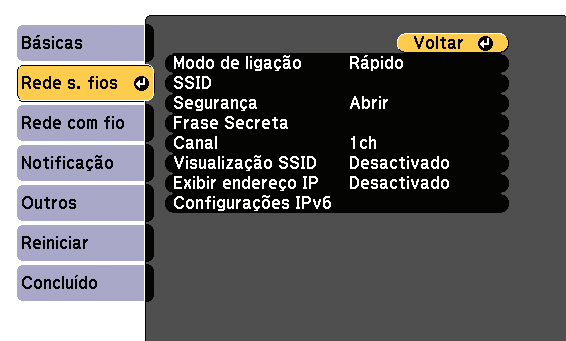 Básicas
Rede s. fios
Rede com fio
Notificação
Outros
Reiniciar
Concluído
Voltar
Modo de ligação Rápido
SSID
Segurança Abrir
Frase Secreta
Canal 1ch
Visualização SSID Desactivado
Exibir endereço IP Desactivado
Configurações IPv6